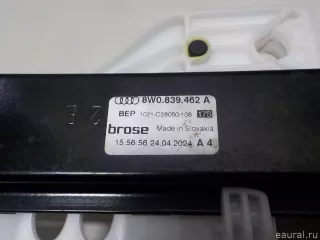 8W0.839.462 A
BEP 1021-C28050-108 175
brose Made in Slovakia
15.56:56 24.04.2024 A 4
eaural.ru